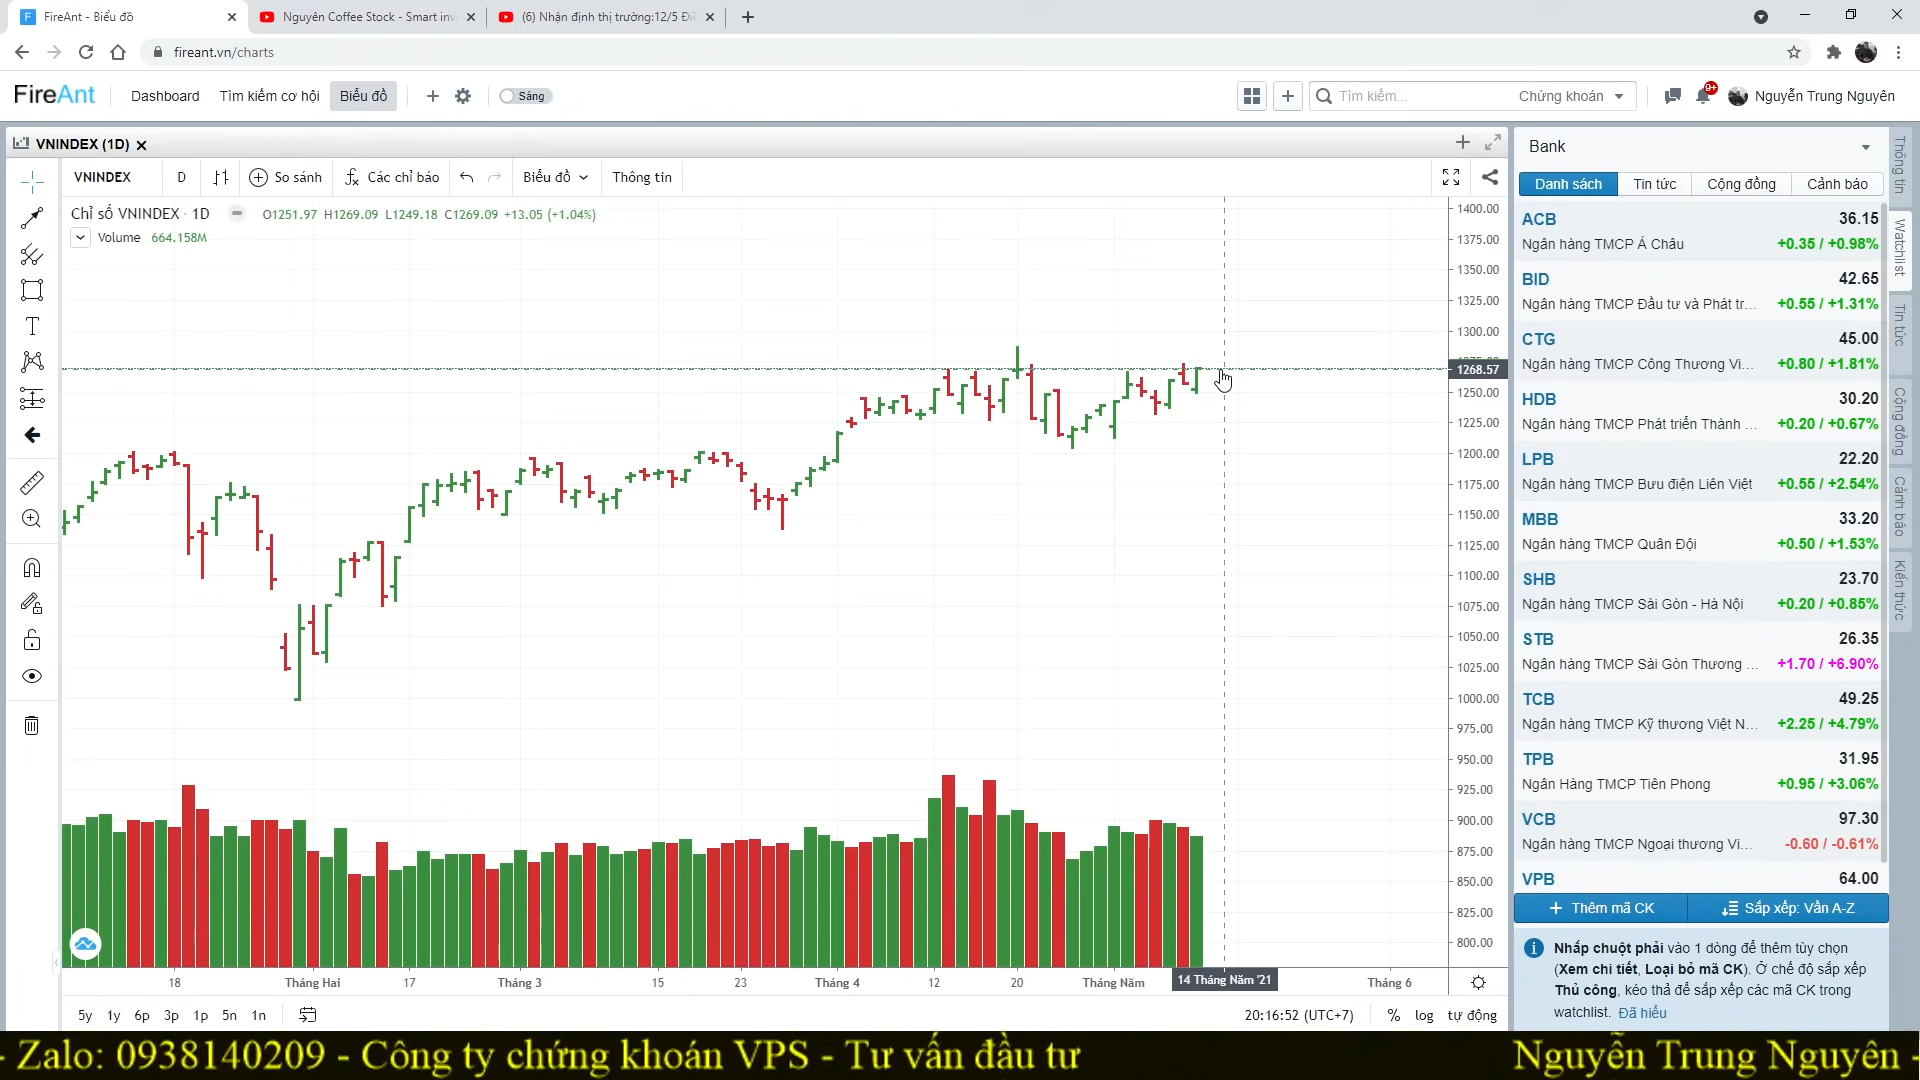 FireAnt - Biểu đồ
Nguyên Coffee Stock - Smart inv
(6) Nhận định thị trường:12/5 Đi
fireant.vn/charts
FireAnt
Dashboard
Tìm kiếm cơ hội
Biểu đồ
Sáng
Tìm kiếm...
Chứng khoán
9+
Nguyễn Trung Nguyên
VNINDEX (1D)
VNINDEX
D
So sánh
Các chỉ báo
Biểu đồ
Thông tin
Chỉ số VNINDEX · 1D
O1251.97 H1269.09 L1249.18 C1269.09 +13.05 (+1.04%)
Volume 664.158M
1400.00
1375.00
1350.00
1325.00
1300.00
1268.57
1250.00
1225.00
1200.00
1175.00
1150.00
1125.00
1100.00
1075.00
1050.00
1025.00
1000.00
975.00
950.00
925.00
900.00
875.00
850.00
825.00
800.00
18
Tháng Hai
17
Tháng 3
15
23
Tháng 4
12
20
Tháng Năm
14 Tháng Năm '21
Tháng 6
5y 1y 6p 3p 1p 5n 1n
20:16:52 (UTC+7)
% log tự động
Bank
Danh sách
Tin tức
Cộng đồng
Cảnh báo
ACB 36.15
Ngân hàng TMCP Á Châu +0.35 / +0.98%
BID 42.65
Ngân hàng TMCP Đầu tư và Phát tr... +0.55 / +1.31%
CTG 45.00
Ngân hàng TMCP Công Thương Vi... +0.80 / +1.81%
HDB 30.20
Ngân hàng TMCP Phát triển Thành ... +0.20 / +0.67%
LPB 22.20
Ngân hàng TMCP Bưu điện Liên Việt +0.55 / +2.54%
MBB 33.20
Ngân hàng TMCP Quân Đội +0.50 / +1.53%
SHB 23.70
Ngân hàng TMCP Sài Gòn - Hà Nội +0.20 / +0.85%
STB 26.35
Ngân hàng TMCP Sài Gòn Thương ... +1.70 / +6.90%
TCB 49.25
Ngân hàng TMCP Kỹ thương Việt N... +2.25 / +4.79%
TPB 31.95
Ngân Hàng TMCP Tiên Phong +0.95 / +3.06%
VCB 97.30
Ngân hàng TMCP Ngoại thương Vi... -0.60 / -0.61%
VPB 64.00
Thêm mã CK
Sắp xếp: Vần A-Z
Nhấp chuột phải vào 1 dòng để thêm tùy chọn
(Xem chi tiết, Loại bỏ mã CK). Ở chế độ sắp xếp
Thủ công, kéo thả để sắp xếp các mã CK trong
watchlist. Đã hiểu
Thông tin
Watchlist
Tin tức
Cộng đồng
Cảnh báo
Kiến thức
- Zalo: 0938140209 - Công ty chứng khoán VPS - Tư vấn đầu tư
Nguyễn Trung Nguyên -